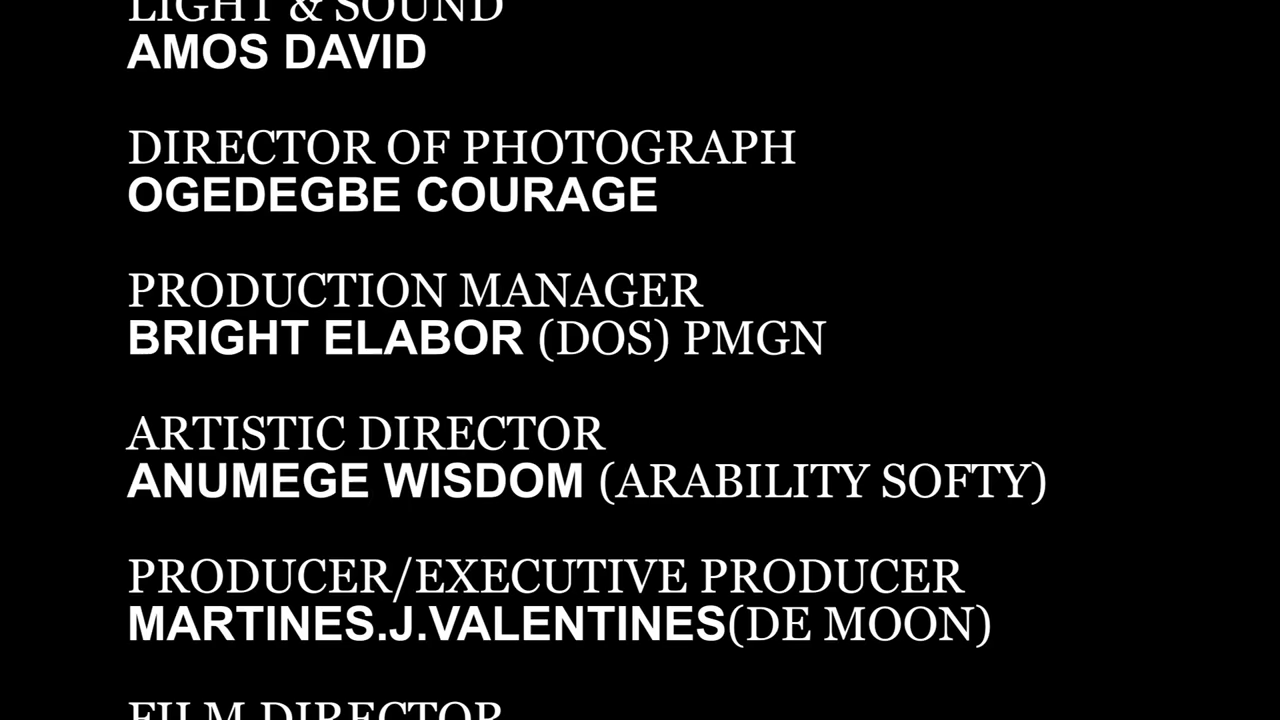 LIGHT & SOUND
AMOS DAVID
DIRECTOR OF PHOTOGRAPH
OGEDEGBE COURAGE
PRODUCTION MANAGER
BRIGHT ELABOR (DOS) PMGN
ARTISTIC DIRECTOR
ANUMEGE WISDOM (ARABILITY SOFTY)
PRODUCER/EXECUTIVE PRODUCER
MARTINES.J.VALENTINES(DE MOON)
FILM DIRECTOR